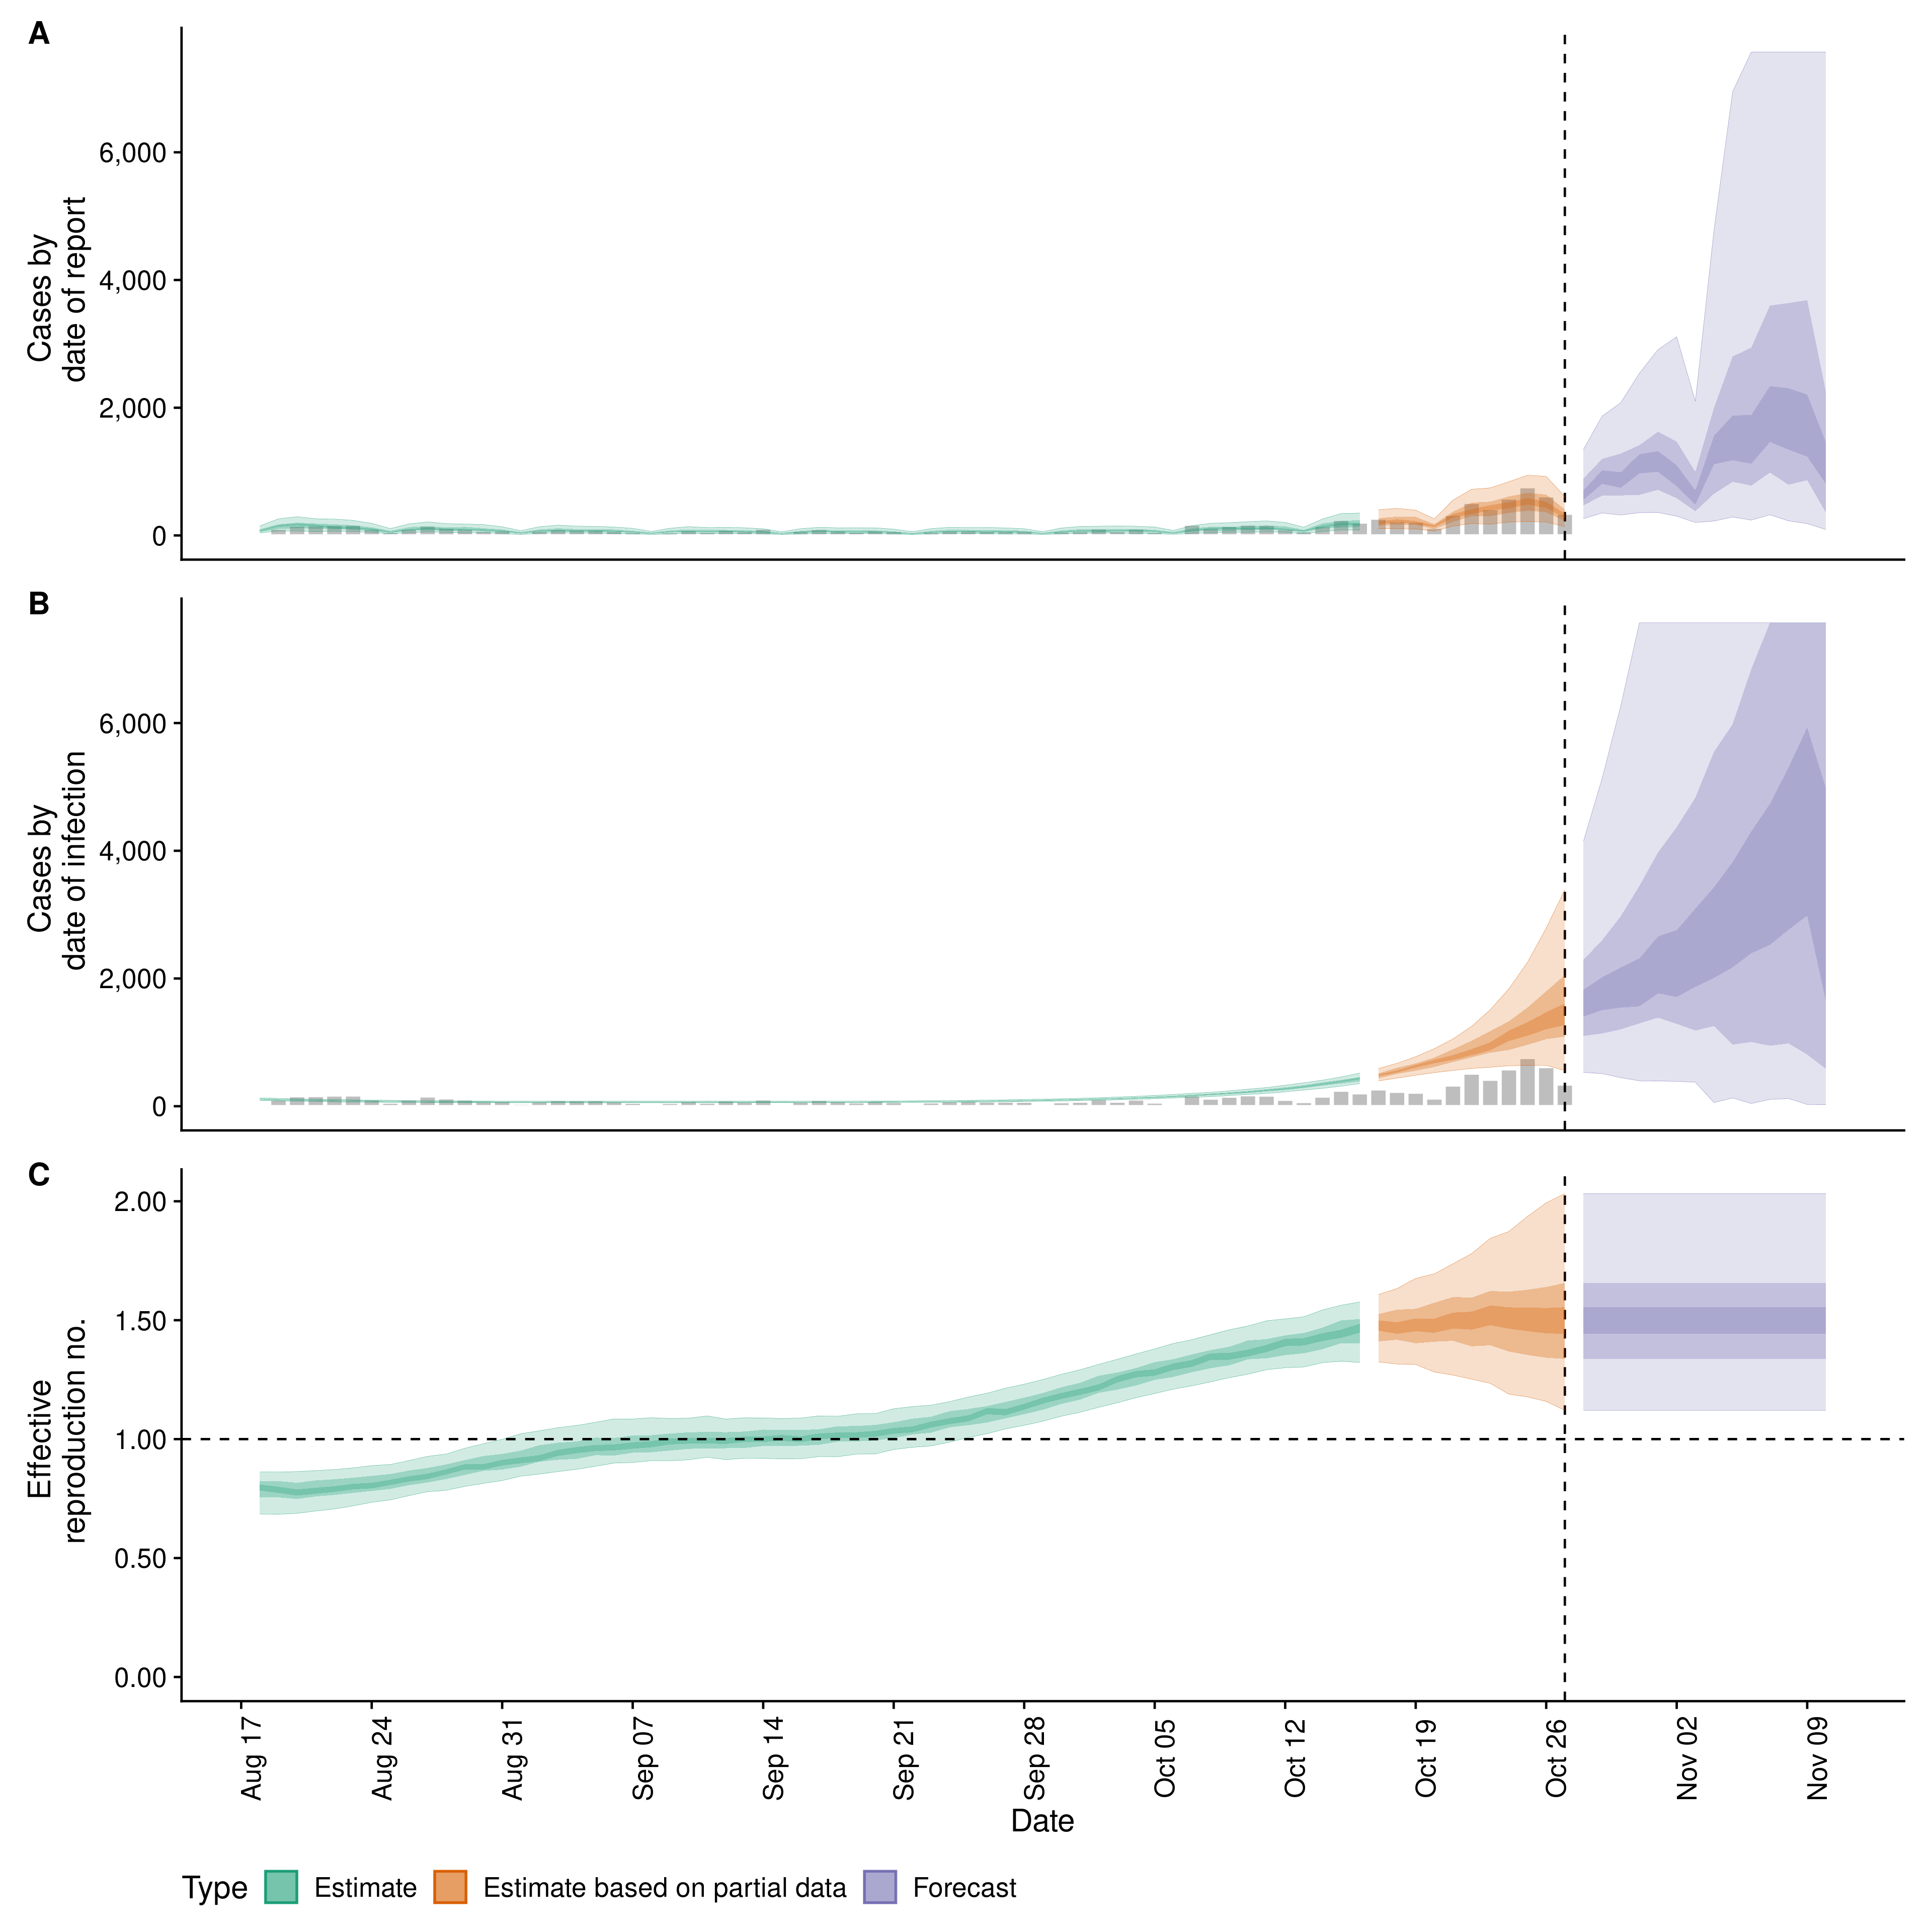 A
Cases by
date of report
6,000
4,000
2,000
0
B
Cases by
date of infection
6,000
4,000
2,000
0
C
Effective
reproduction no.
2.00
1.50
1.00
0.50
0.00
Aug 17
Aug 24
Aug 31
Sep 07
Sep 14
Sep 21
Sep 28
Oct 05
Oct 12
Oct 19
Oct 26
Nov 02
Nov 09
Date
Type Estimate Estimate based on partial data Forecast